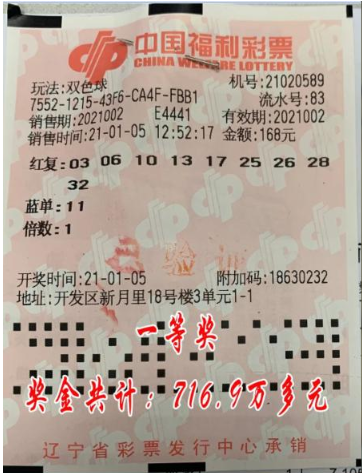 中国福利彩票
CHINA WELFARE LOTTERY
玩法:双色球 机号:21020589
7552-1215-43F6-CA4F-FBB1 流水号:83
销售期:2021002 E4441 有效期:2021002
销售时间:21-01-05 12:52:17 金额:168元
红复:03 06 10 13 17 25 26 28
32
蓝单:11
倍数:1
验
开奖时间:21-01-05 附加码:18630232
地址:开发区新月里18号楼3单元1-1
一等奖
奖金共计：716.9万多元
辽宁省彩票发行中心承销